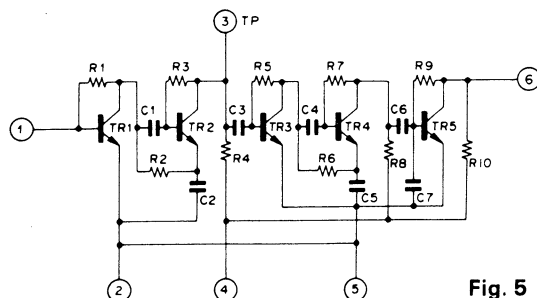 3 TP
R1 R3 R5 R7 R9
6
C1 C3 C4 C6
1
TR1 TR2 TR3 TR4 TR5
R2 R4 R6 R8 R10
C2 C5 C7
2 4 5
Fig. 5